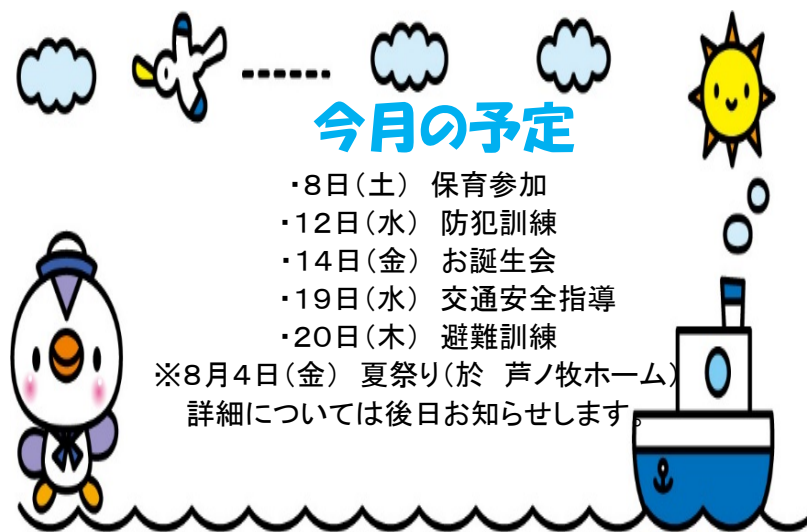 今月の予定
・8日（土）　保育参加
・12日（水）　防犯訓練
・14日（金）　お誕生会
・19日（水）　交通安全指導
・20日（木）　避難訓練
※8月4日（金）　夏祭り（於　芦ノ牧ホーム）
詳細については後日お知らせします。